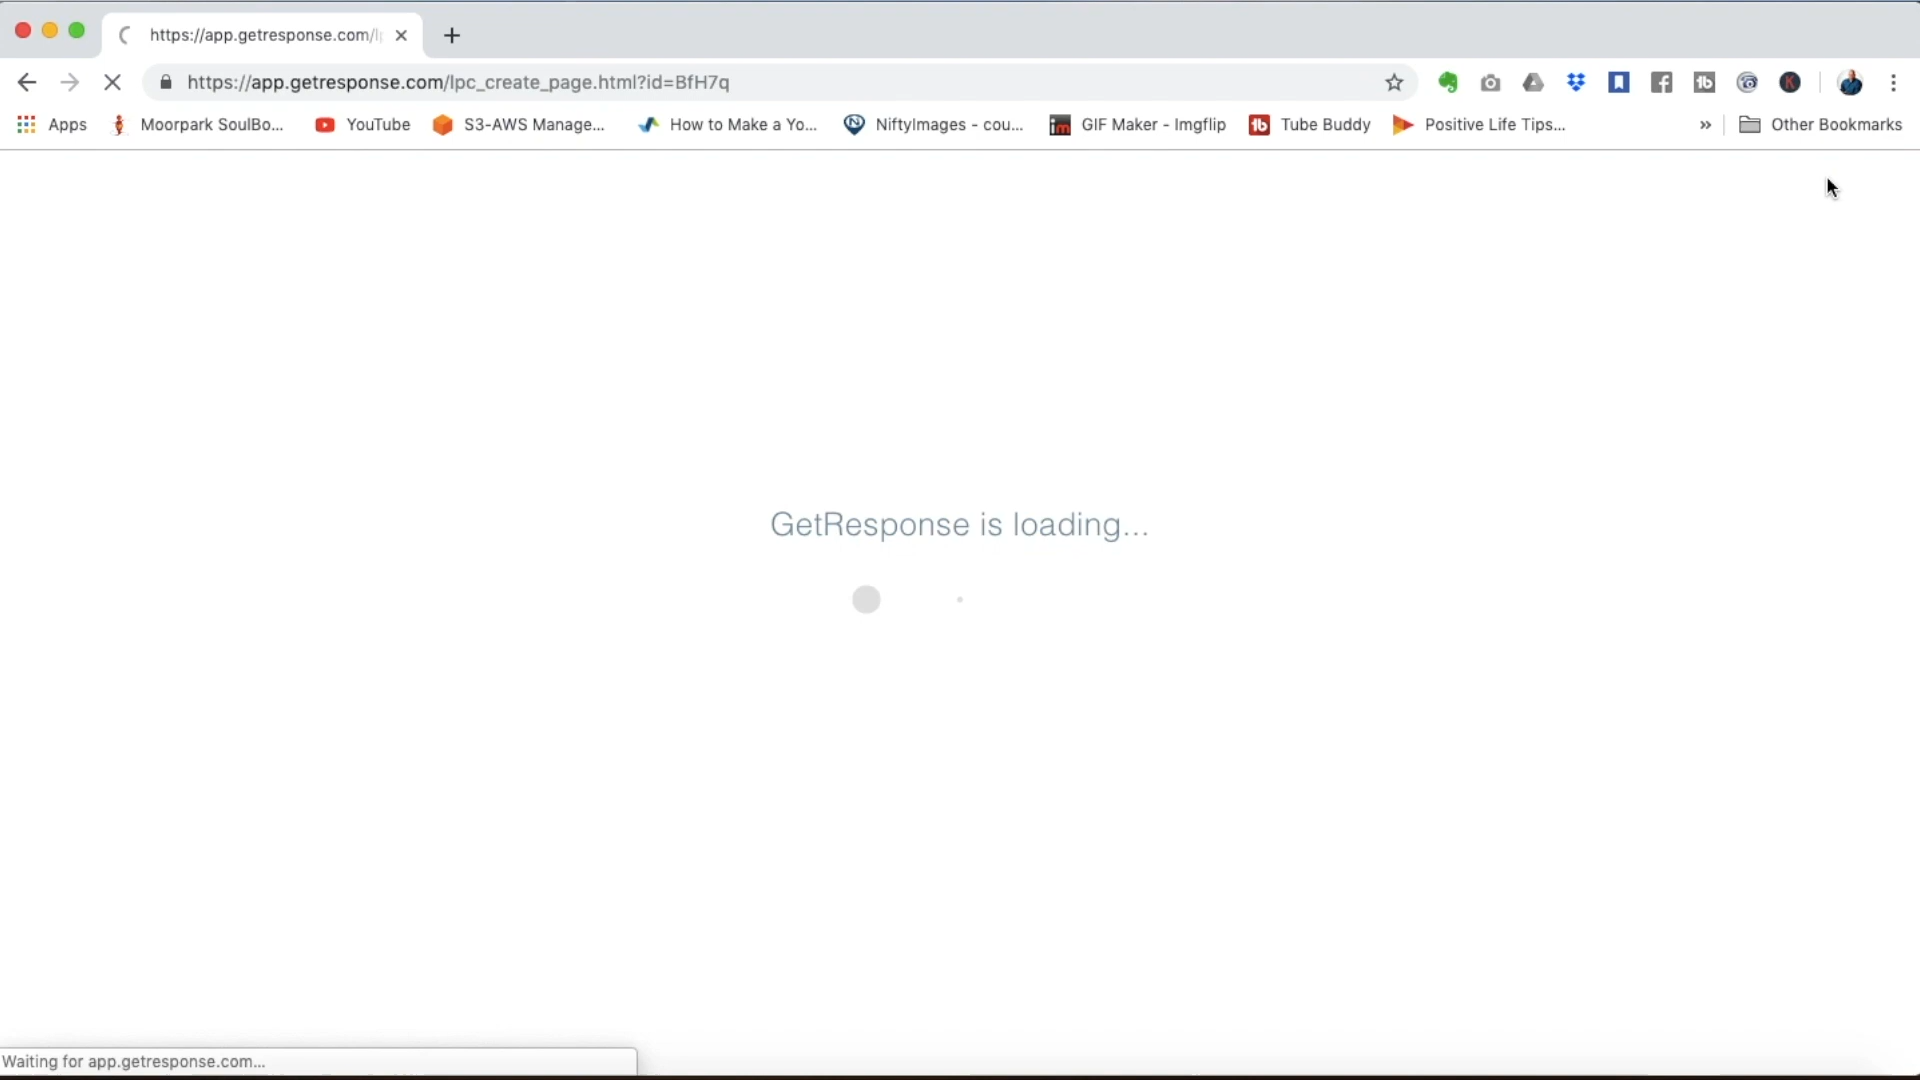 https://app.getresponse.com/l
https://app.getresponse.com/lpc_create_page.html?id=BfH7q
Apps Moorpark SoulBo... YouTube S3-AWS Manage... How to Make a Yo... NiftyImages - cou... GIF Maker - Imgflip Tube Buddy Positive Life Tips... » Other Bookmarks
GetResponse is loading...
Waiting for app.getresponse.com...